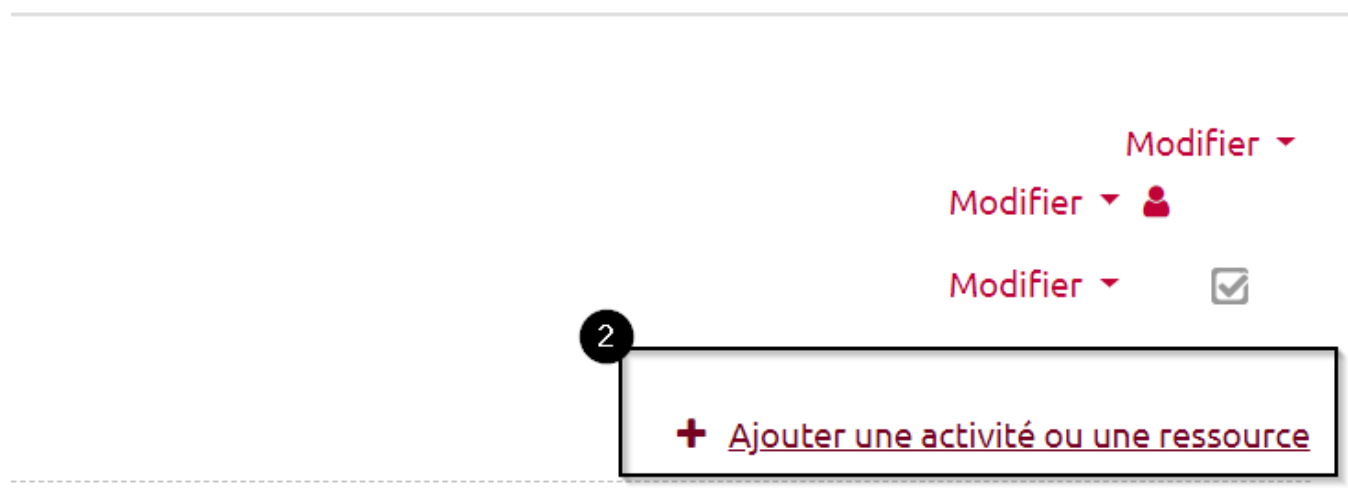 Modifier
Modifier
Modifier
2
Ajouter une activité ou une ressource